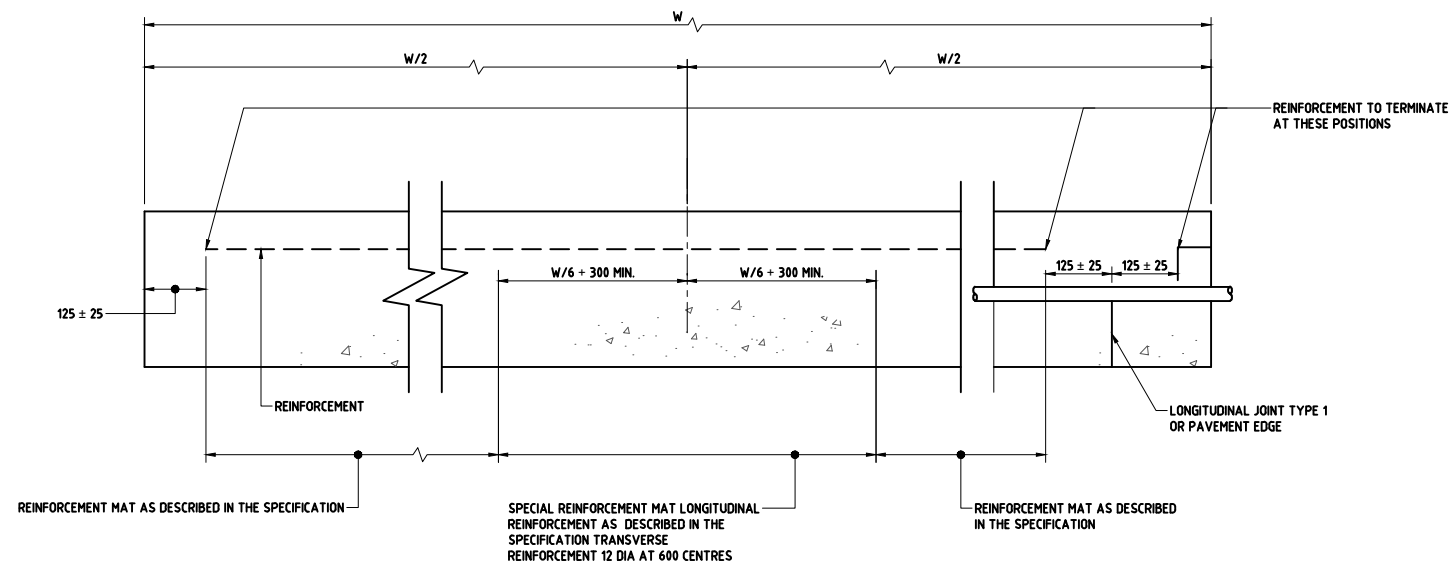 W
W/2
W/2
REINFORCEMENT TO TERMINATE
AT THESE POSITIONS
W/6 + 300 MIN.
W/6 + 300 MIN.
125 ± 25
125 ± 25
125 ± 25
REINFORCEMENT
LONGITUDINAL JOINT TYPE 1
OR PAVEMENT EDGE
REINFORCEMENT MAT AS DESCRIBED IN THE SPECIFICATION
SPECIAL REINFORCEMENT MAT LONGITUDINAL
REINFORCEMENT AS DESCRIBED IN THE
SPECIFICATION TRANSVERSE
REINFORCEMENT 12 DIA AT 600 CENTRES
REINFORCEMENT MAT AS DESCRIBED
IN THE SPECIFICATION